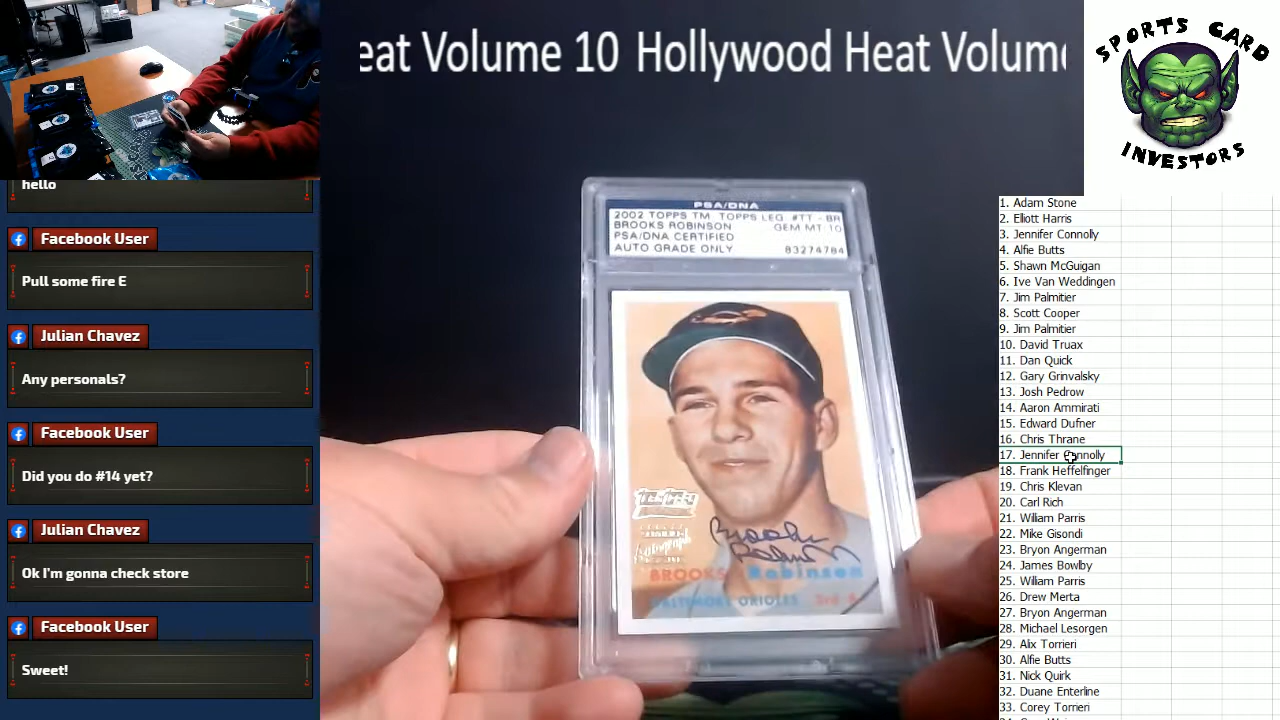 eat Volume 10 Hollywood Heat Volume
SPORTS CARD
INVESTORS
hello
Facebook User
Pull some fire E
Julian Chavez
Any personals?
Facebook User
Did you do #14 yet?
Julian Chavez
Ok I'm gonna check store
Facebook User
Sweet!
PSA/DNA
2002 TOPPS TM TOPPS LEG. #TT-BR
BROOKS ROBINSON GEM MT 10
PSA/DNA CERTIFIED
AUTO GRADE ONLY 83274784
Brooks Robinson
BROOKS Robinson
BALTIMORE ORIOLES 3rd B
1. Adam Stone
2. Elliott Harris
3. Jennifer Connolly
4. Alfie Butts
5. Shawn McGuigan
6. Ive Van Weddingen
7. Jim Palmitier
8. Scott Cooper
9. Jim Palmitier
10. David Truax
11. Dan Quick
12. Gary Grinvalsky
13. Josh Pedrow
14. Aaron Ammirati
15. Edward Dufner
16. Chris Thrane
17. Jennifer Connolly
18. Frank Heffelfinger
19. Chris Klevan
20. Carl Rich
21. Wiliam Parris
22. Mike Gisondi
23. Bryon Angerman
24. James Bowlby
25. Wiliam Parris
26. Drew Merta
27. Bryon Angerman
28. Michael Lesorgen
29. Alix Torrieri
30. Alfie Butts
31. Nick Quirk
32. Duane Enterline
33. Corey Torrieri